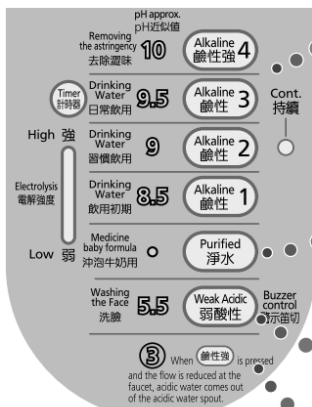 pH approx.
pH近似値
Removing
the astringency
去除澀味
10
Alkaline
鹼性強 4
Timer
計時器
Drinking
Water
日常飲用
9.5
Alkaline
鹼性 3
Cont.
持續
High 強
Drinking
Water
習慣飲用
9
Alkaline
鹼性 2
Electrolysis
電解強度
Drinking
Water
飲用初期
8.5
Alkaline
鹼性 1
Low 弱
Medicine
baby formula
沖泡牛奶用
Purified
淨水
Washing
the Face
洗臉
5.5
Weak Acidic
弱酸性
Buzzer
control
示笛切
③ When 鹼性強 is pressed
and the flow is reduced at the
faucet, acidic water comes out
of the acidic water spout.